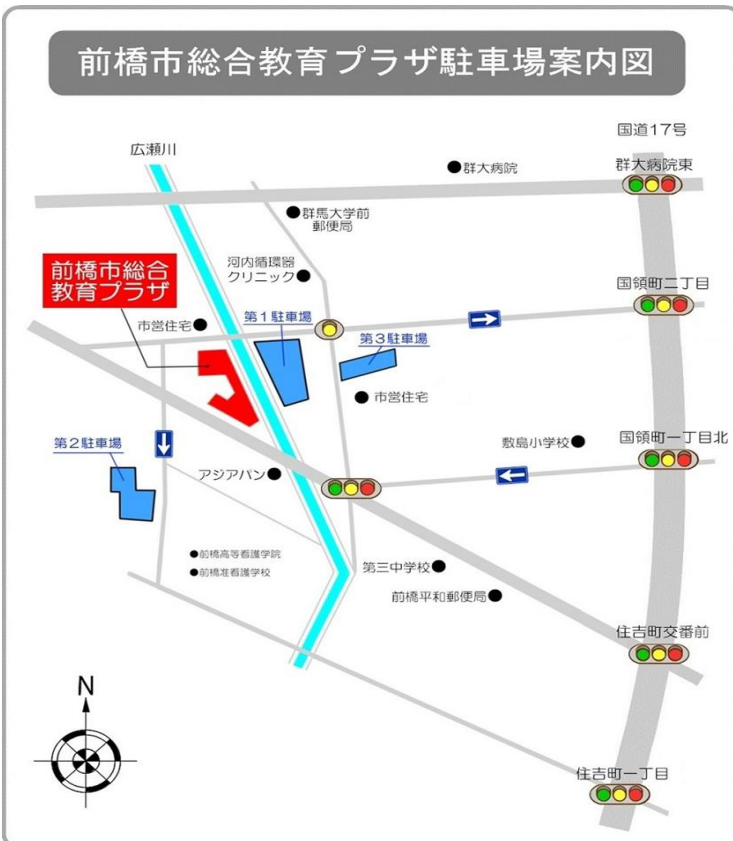 前橋市総合教育プラザ駐車場案内図
国道17号
広瀬川
群大病院
群大病院東
群馬大学前
郵便局
前橋市総合
教育プラザ
河内循環器
クリニック
国領町二丁目
市営住宅
第1駐車場
第3駐車場
市営住宅
第2駐車場
アジアパン
敷島小学校
国領町一丁目北
前橋高等看護学院
前橋准看護学校
第三中学校
前橋平和郵便局
住吉町交番前
N
住吉町一丁目